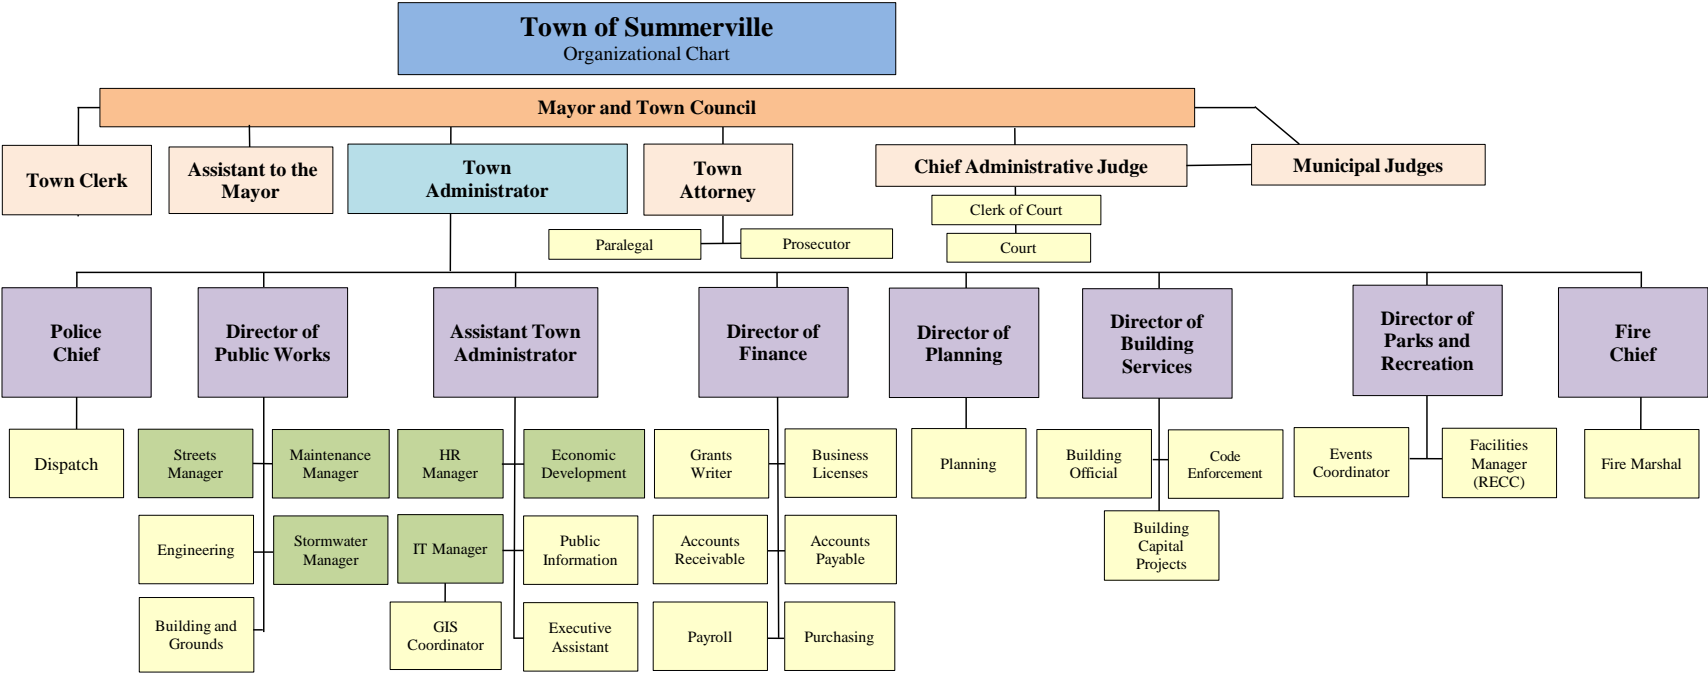 Town of Summerville
Organizational Chart
Mayor and Town Council
Town Clerk
Assistant to the
Mayor
Town
Administrator
Town
Attorney
Chief Administrative Judge
Municipal Judges
Clerk of Court
Court
Paralegal
Prosecutor
Police
Chief
Director of
Public Works
Assistant Town
Administrator
Director of
Finance
Director of
Planning
Director of
Building
Services
Director of
Parks and
Recreation
Fire
Chief
Dispatch
Streets
Manager
Maintenance
Manager
HR
Manager
Economic
Development
Grants
Writer
Business
Licenses
Planning
Building
Official
Code
Enforcement
Events
Coordinator
Facilities
Manager
(RECC)
Fire Marshal
Engineering
Stormwater
Manager
IT Manager
Public
Information
Accounts
Receivable
Accounts
Payable
Building
Capital
Projects
Building and
Grounds
GIS
Coordinator
Executive
Assistant
Payroll
Purchasing